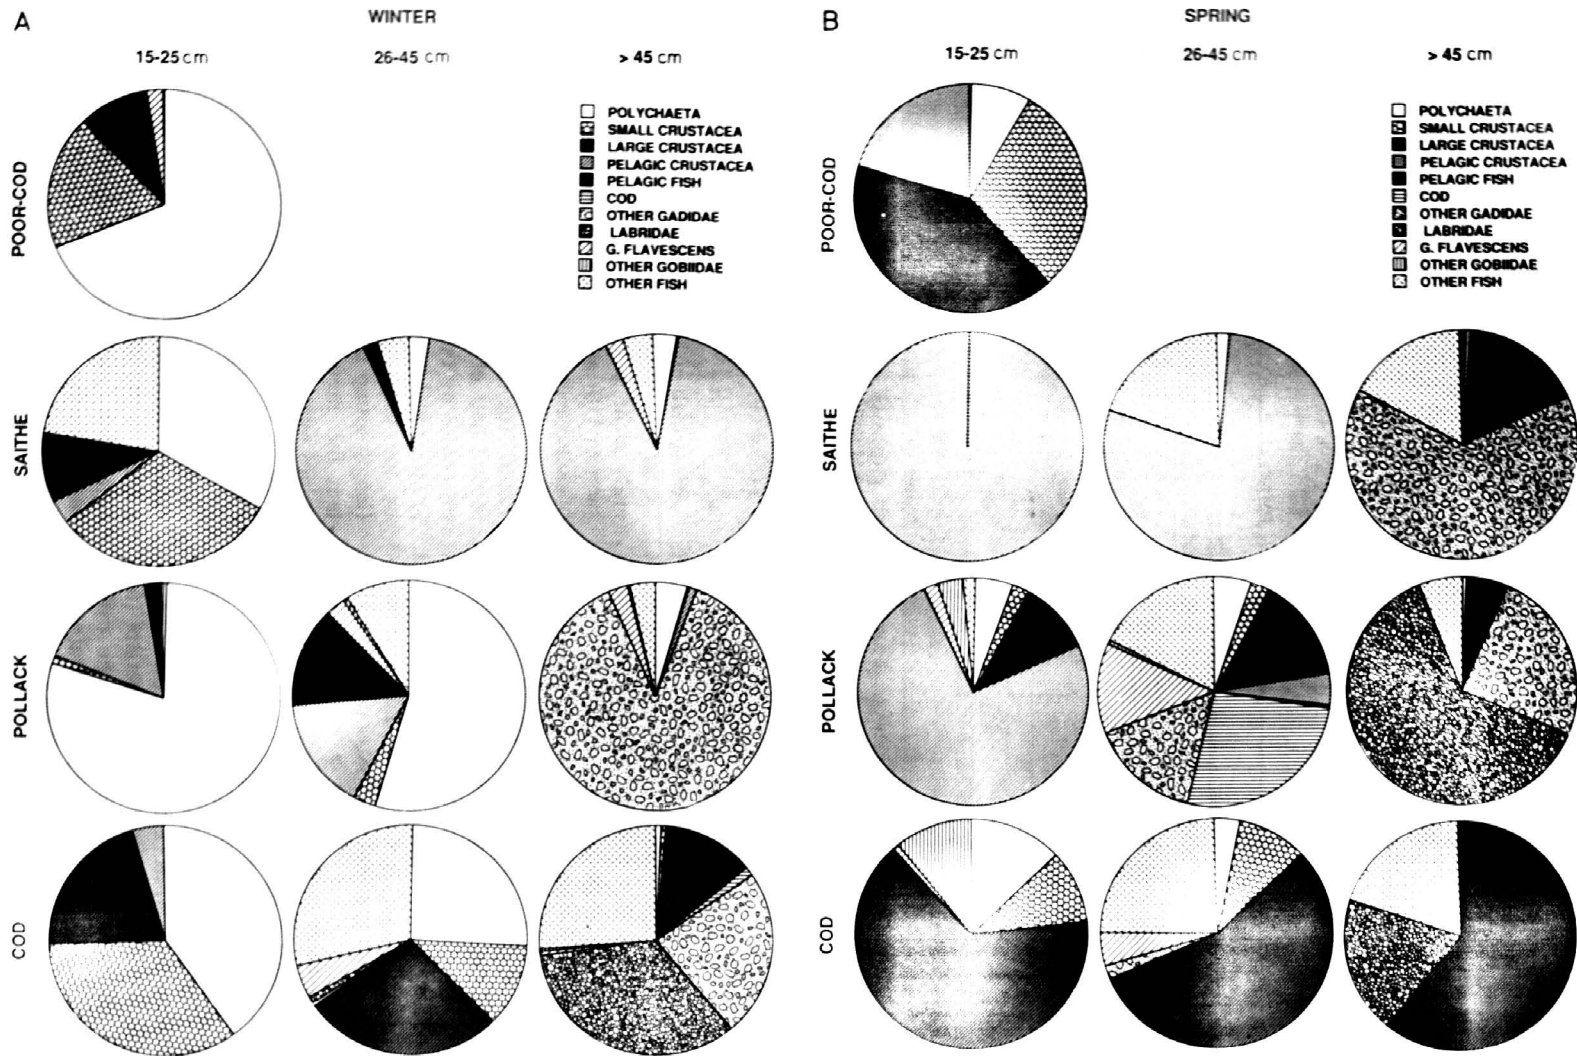 A
WINTER
15-25 cm
26-45 cm
> 45 cm
POLYCHAETA
SMALL CRUSTACEA
LARGE CRUSTACEA
PELAGIC CRUSTACEA
PELAGIC FISH
COD
OTHER GADIDAE
LABRIDAE
G. FLAVESCENS
OTHER GOBIIDAE
OTHER FISH
POOR-COD
SAITHE
POLLACK
COD
B
SPRING
15-25 cm
26-45 cm
> 45 cm
POLYCHAETA
SMALL CRUSTACEA
LARGE CRUSTACEA
PELAGIC CRUSTACEA
PELAGIC FISH
COD
OTHER GADIDAE
LABRIDAE
G. FLAVESCENS
OTHER GOBIIDAE
OTHER FISH
POOR-COD
SAITHE
POLLACK
COD